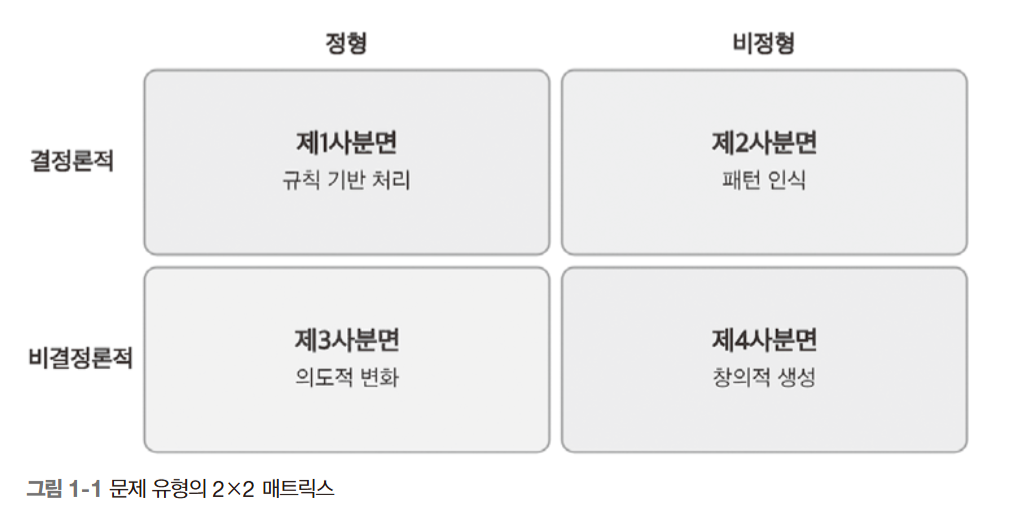 정형
비정형
결정론적
제1사분면
규칙 기반 처리
제2사분면
패턴 인식
비결정론적
제3사분면
의도적 변화
제4사분면
창의적 생성
그림 1-1 문제 유형의 2×2 매트릭스